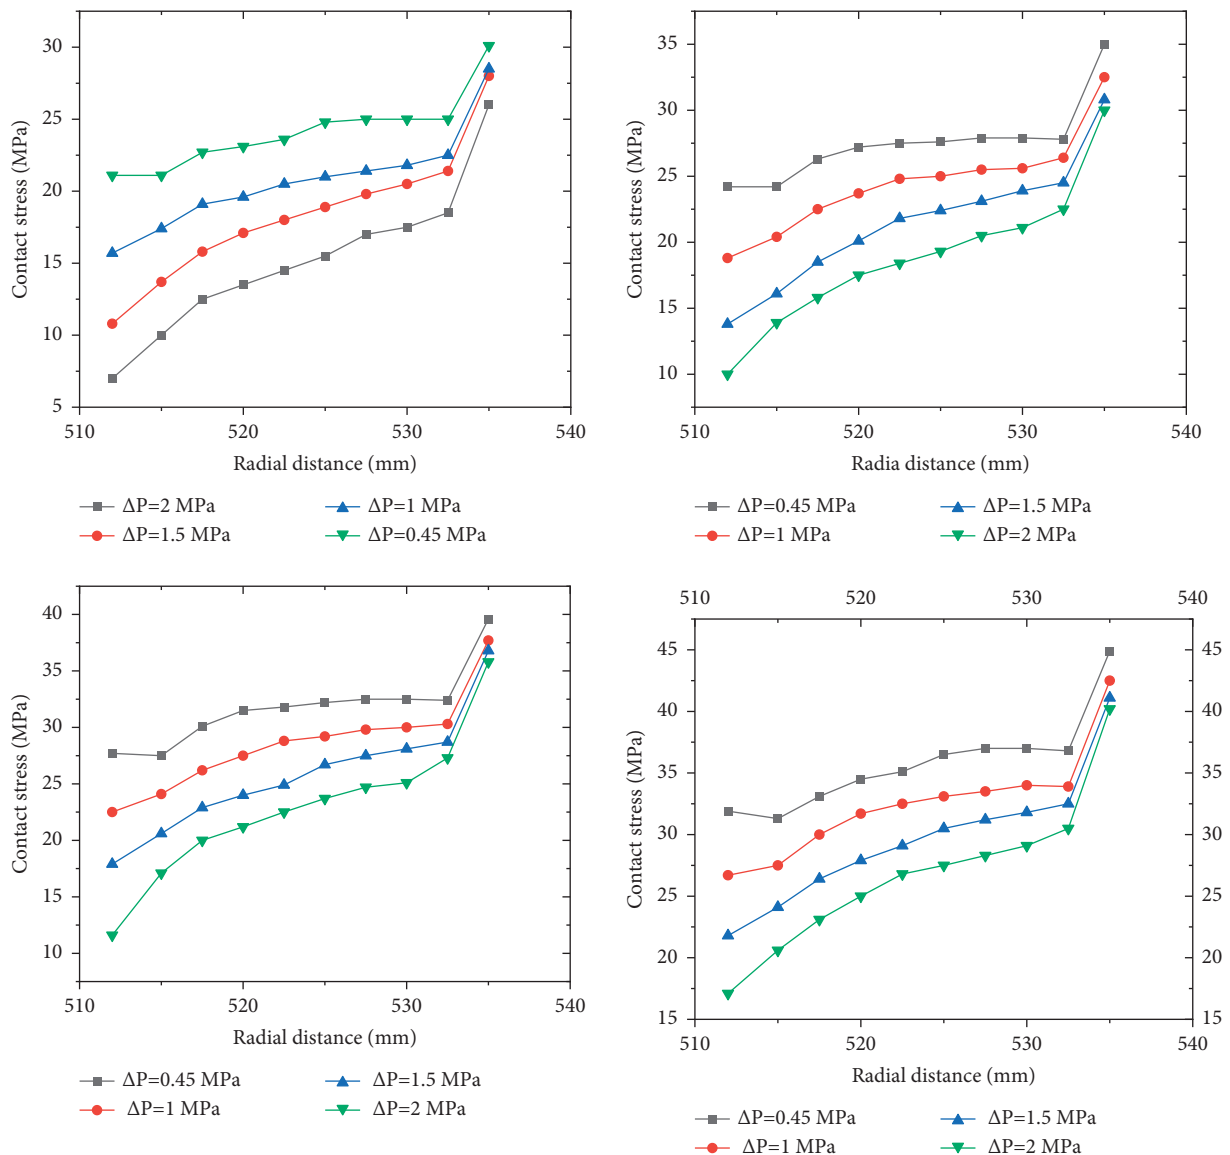 30
25
20
15
10
5
Contact stress (MPa)
510
520
530
540
Radial distance (mm)
ΔP=2 MPa
ΔP=1 MPa
ΔP=1.5 MPa
ΔP=0.45 MPa
35
30
25
20
15
10
Contact stress (MPa)
510
520
530
540
Radia distance (mm)
ΔP=0.45 MPa
ΔP=1.5 MPa
ΔP=1 MPa
ΔP=2 MPa
40
35
30
25
20
15
10
Contact stress (MPa)
510
520
530
540
Radial distance (mm)
ΔP=0.45 MPa
ΔP=1.5 MPa
ΔP=1 MPa
ΔP=2 MPa
510
520
530
540
45
40
35
30
25
20
15
Contact stress (MPa)
45
40
35
30
25
20
15
510
520
530
540
Radial distance (mm)
ΔP=0.45 MPa
ΔP=1.5 MPa
ΔP=1 MPa
ΔP=2 MPa